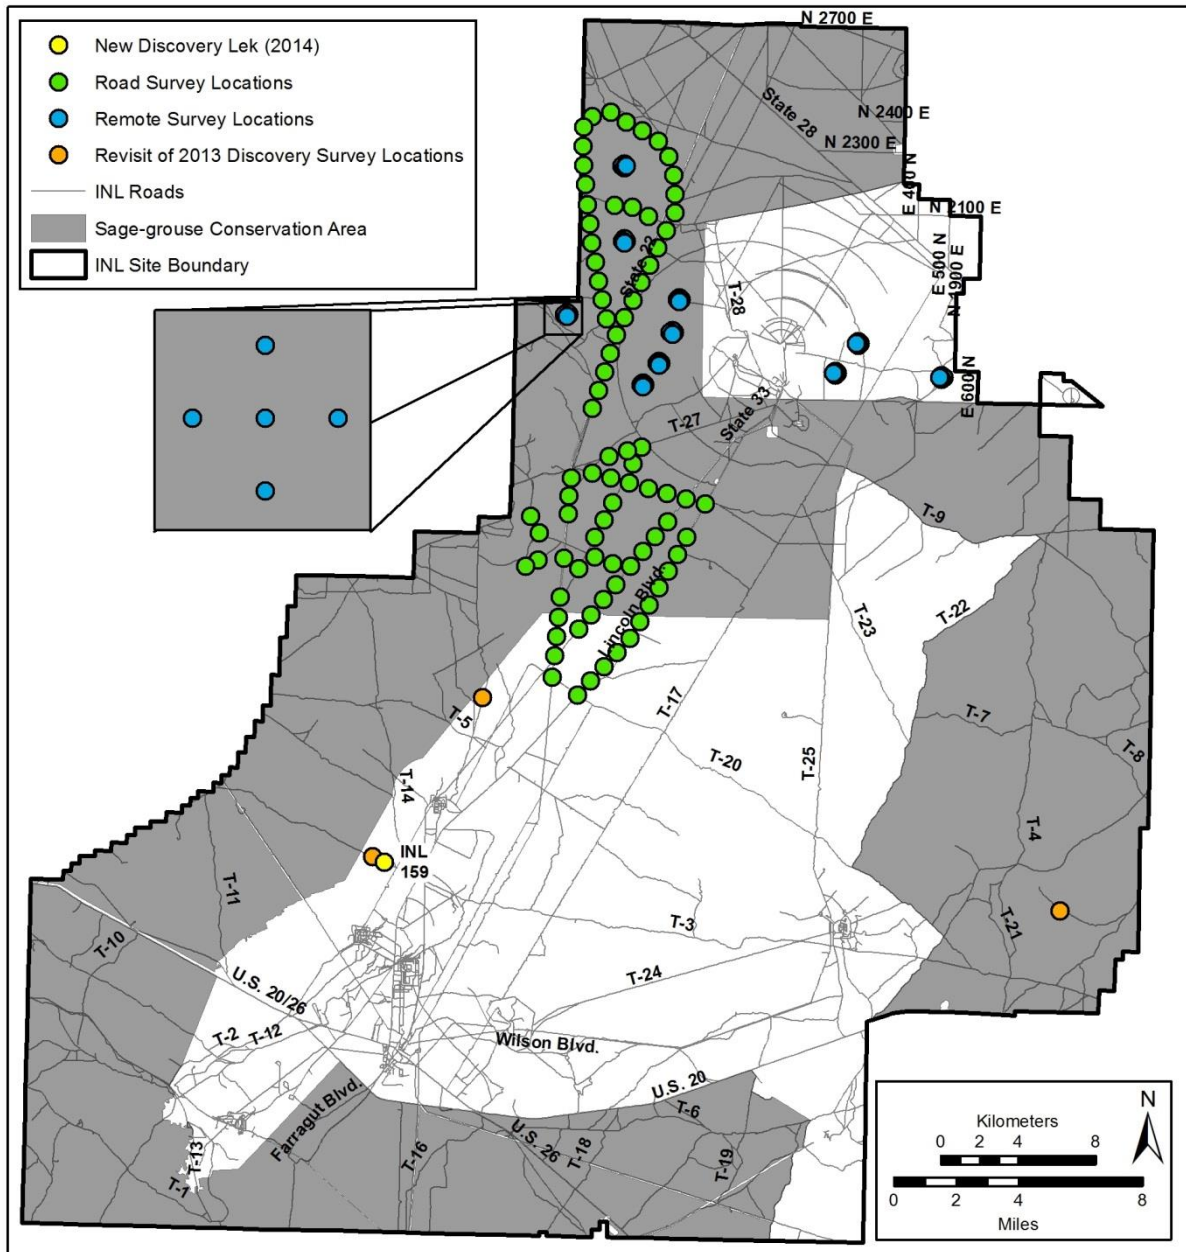 New Discovery Lek (2014)
Road Survey Locations
Remote Survey Locations
Revisit of 2013 Discovery Survey Locations
INL Roads
Sage-grouse Conservation Area
INL Site Boundary
N 2700 E
State 28
N 2400 E
N 2300 E
E 400 N
N 2100 E
E 500 N
N 1900 E
State 22
T-28
E 600 N
State 33
T-27
T-9
T-23
T-22
Lincoln Blvd.
T-17
T-5
T-7
T-8
T-20
T-25
T-14
T-4
INL
159
T-11
T-3
T-21
T-10
T-24
U.S. 20/26
T-2
T-12
Wilson Blvd.
U.S. 20
T-6
Farragut Blvd.
U.S. 26
T-18
T-16
T-19
T-13
T-1
N
Kilometers
0 2 4 8
0 2 4 8
Miles